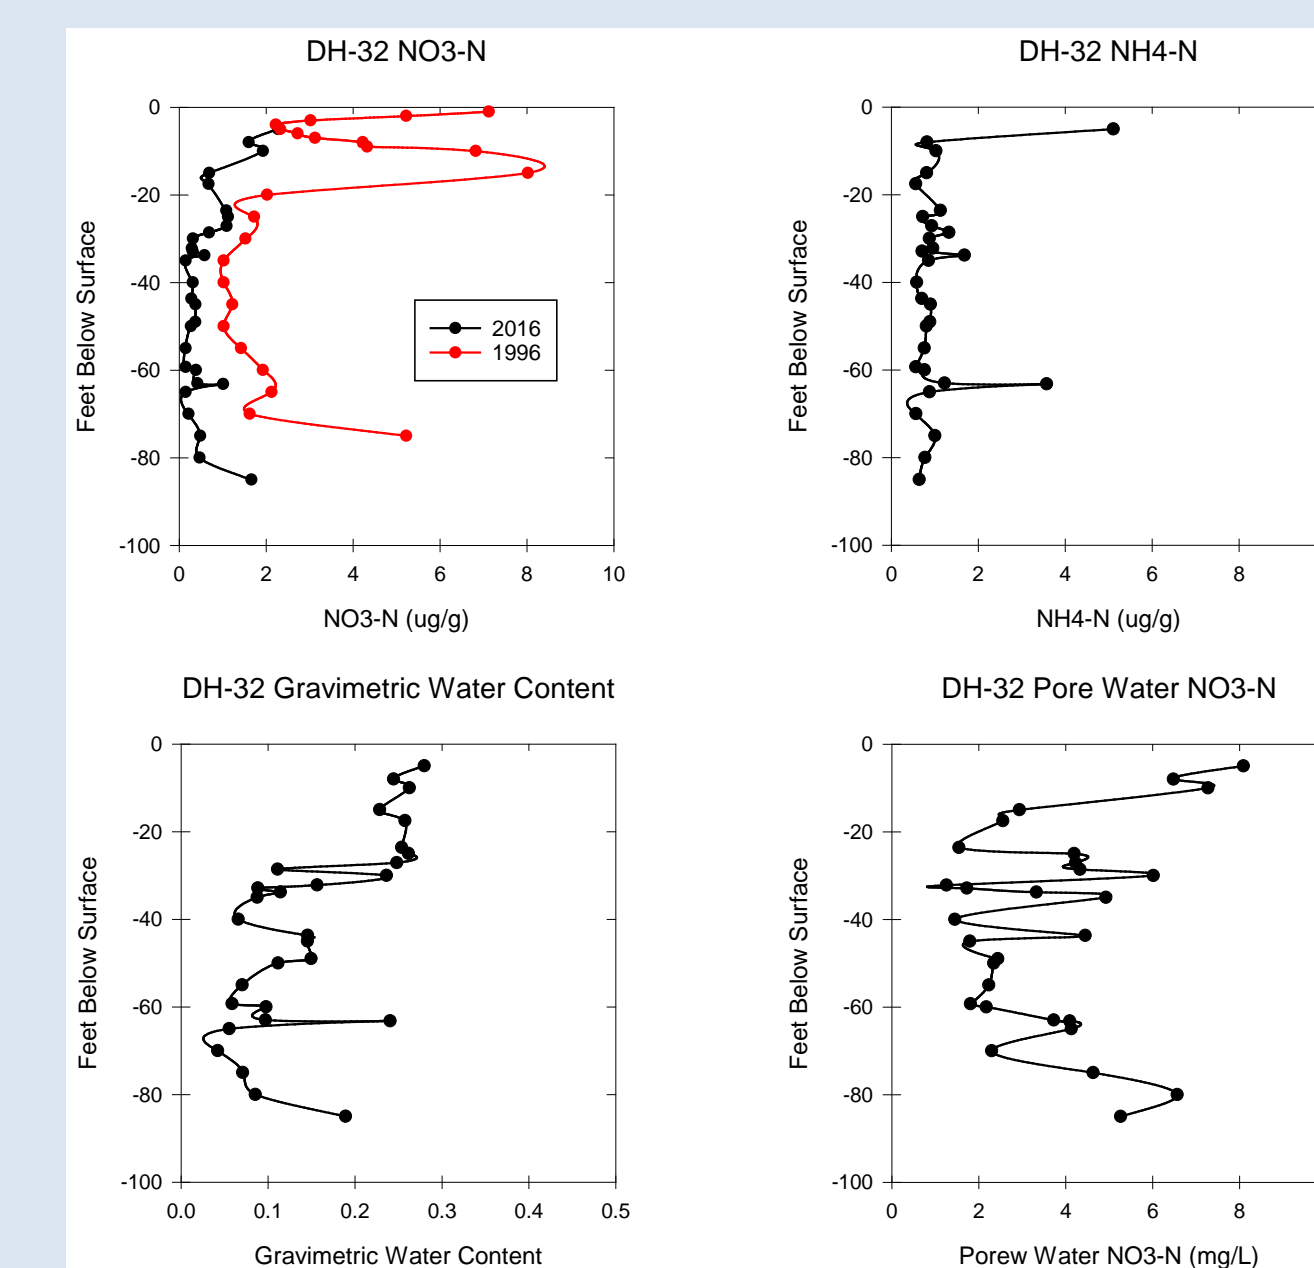 DH-32 NO3-N
0
-20
-40
-60
-80
-100
Feet Below Surface
2016
1996
0 2 4 6 8 10
NO3-N (ug/g)
DH-32 NH4-N
0
-20
-40
-60
-80
-100
Feet Below Surface
0 2 4 6 8
NH4-N (ug/g)
DH-32 Gravimetric Water Content
0
-20
-40
-60
-80
-100
Feet Below Surface
0.0 0.1 0.2 0.3 0.4 0.5
Gravimetric Water Content
DH-32 Pore Water NO3-N
0
-20
-40
-60
-80
-100
Feet Below Surface
0 2 4 6 8
Porew Water NO3-N (mg/L)